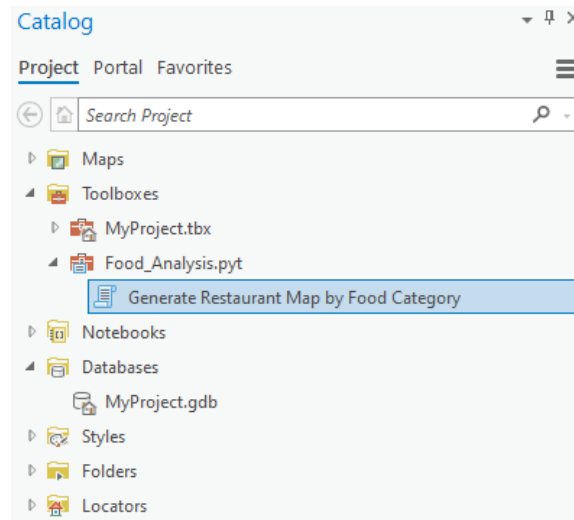 Catalog
Project Portal Favorites
Search Project
Maps
Toolboxes
MyProject.tbx
Food_Analysis.pyt
Generate Restaurant Map by Food Category
Notebooks
Databases
MyProject.gdb
Styles
Folders
Locators